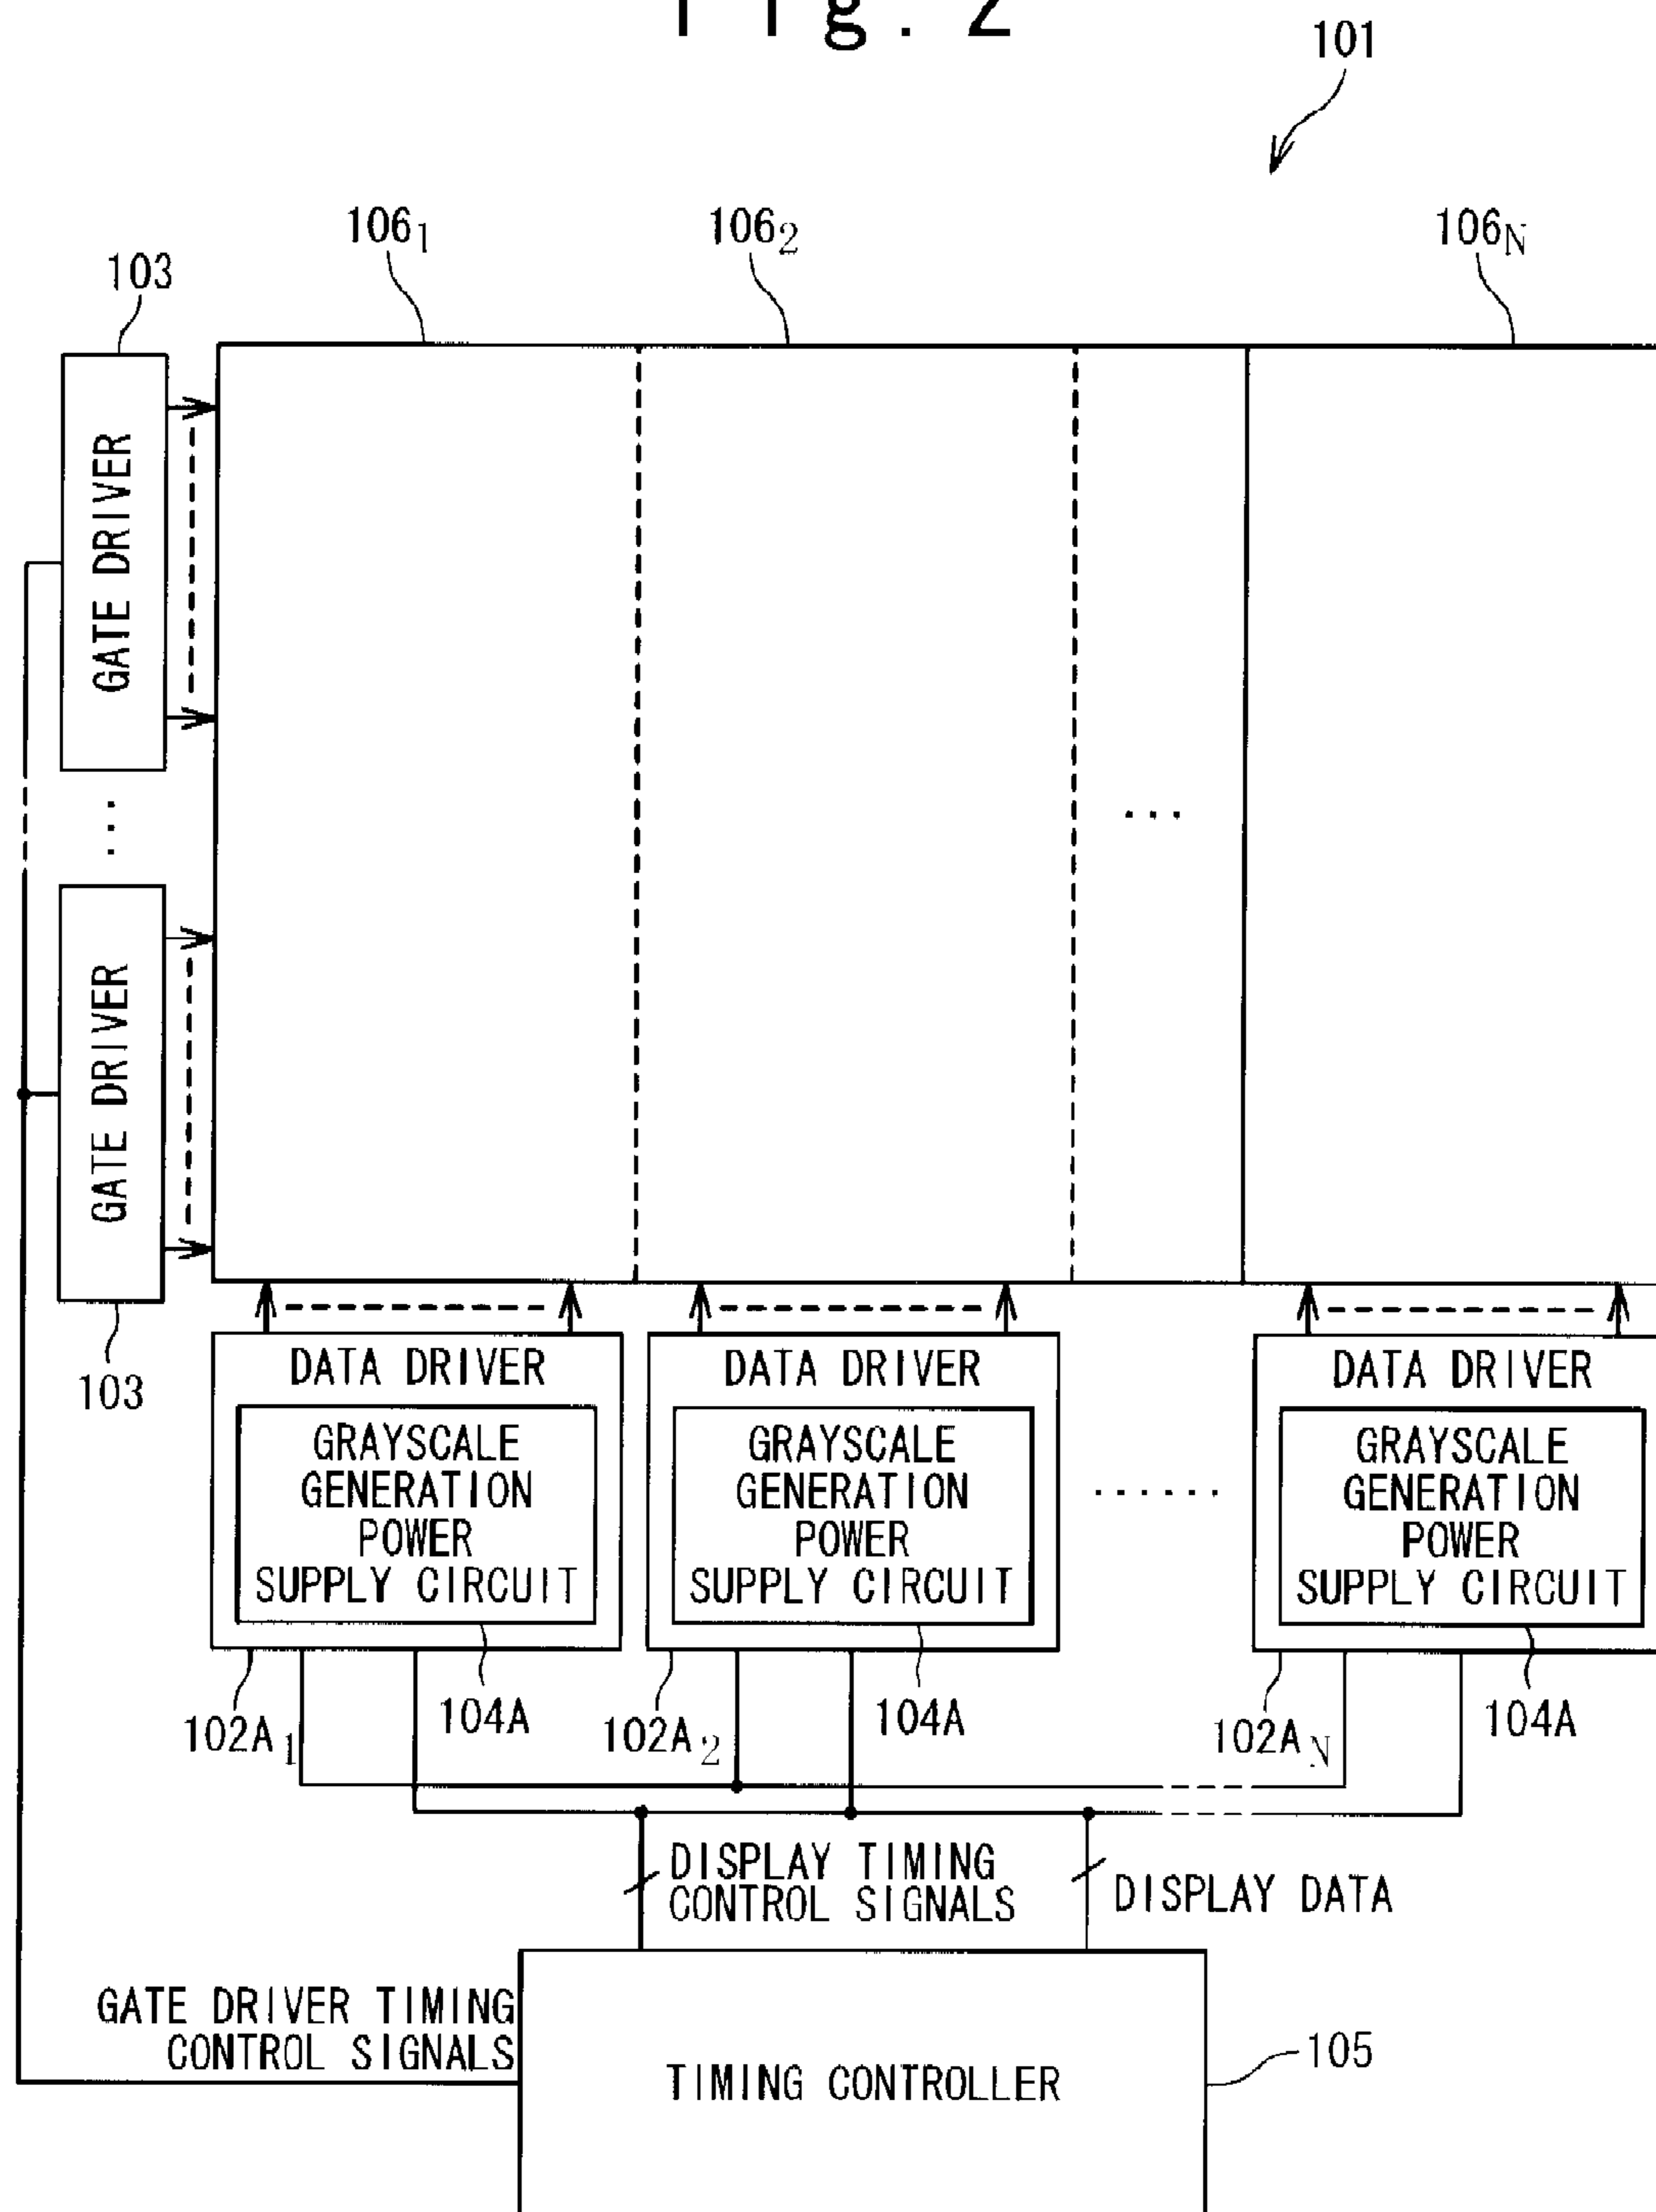 Fig. 2
101
106₁
106₂
106N
103
GATE DRIVER
...
GATE DRIVER
103
...
DATA DRIVER
GRAYSCALE
GENERATION
POWER
SUPPLY CIRCUIT
DATA DRIVER
GRAYSCALE
GENERATION
POWER
SUPPLY CIRCUIT
......
DATA DRIVER
GRAYSCALE
GENERATION
POWER
SUPPLY CIRCUIT
102A₁
104A
102A₂
104A
102AN
104A
DISPLAY TIMING
CONTROL SIGNALS
DISPLAY DATA
GATE DRIVER TIMING
CONTROL SIGNALS
TIMING CONTROLLER
105